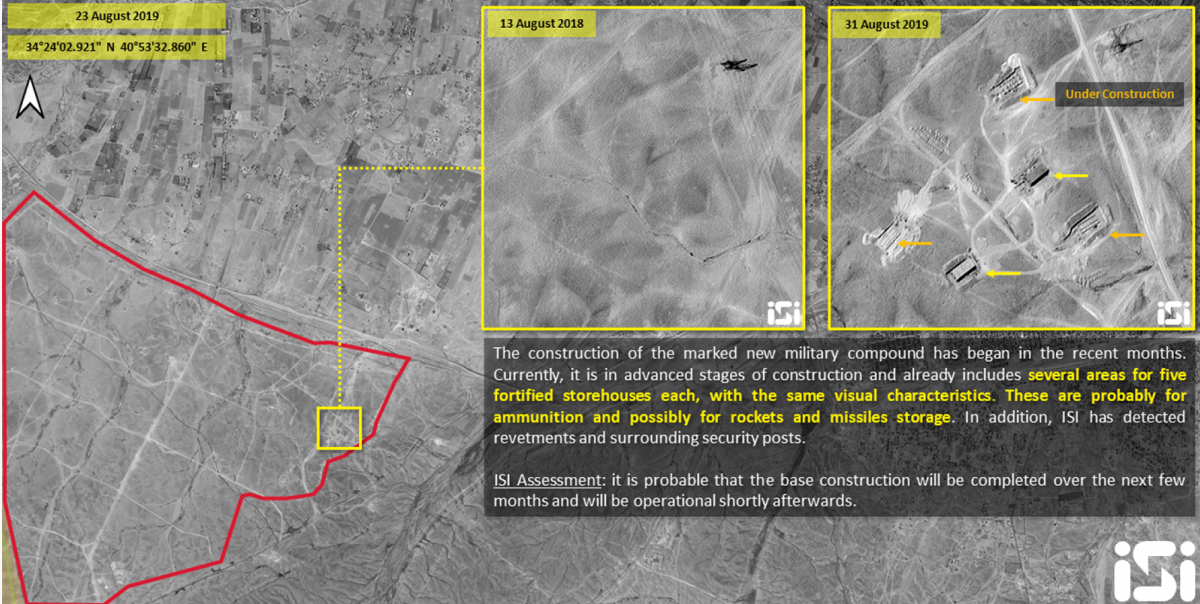 23 August 2019
34°24'02.921" N 40°53'32.860" E
13 August 2018
iSi
31 August 2019
Under Construction
iSi
The construction of the marked new military compound has began in the recent months.
Currently, it is in advanced stages of construction and already includes several areas for five
fortified storehouses each, with the same visual characteristics. These are probably for
ammunition and possibly for rockets and missiles storage. In addition, ISI has detected
revetments and surrounding security posts.
ISI Assessment: it is probable that the base construction will be completed over the next few
months and will be operational shortly afterwards.
iSi